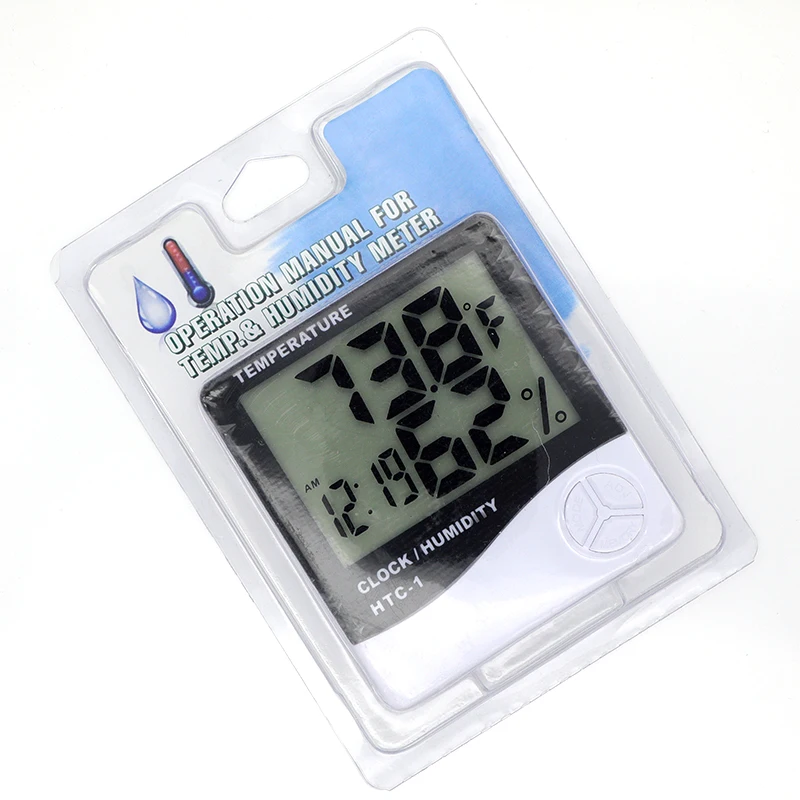 OPERATION MANUAL FOR
TEMP.& HUMIDITY METER
TEMPERATURE
73.8°F
AM 12:19 62%
CLOCK / HUMIDITY
HTC-1